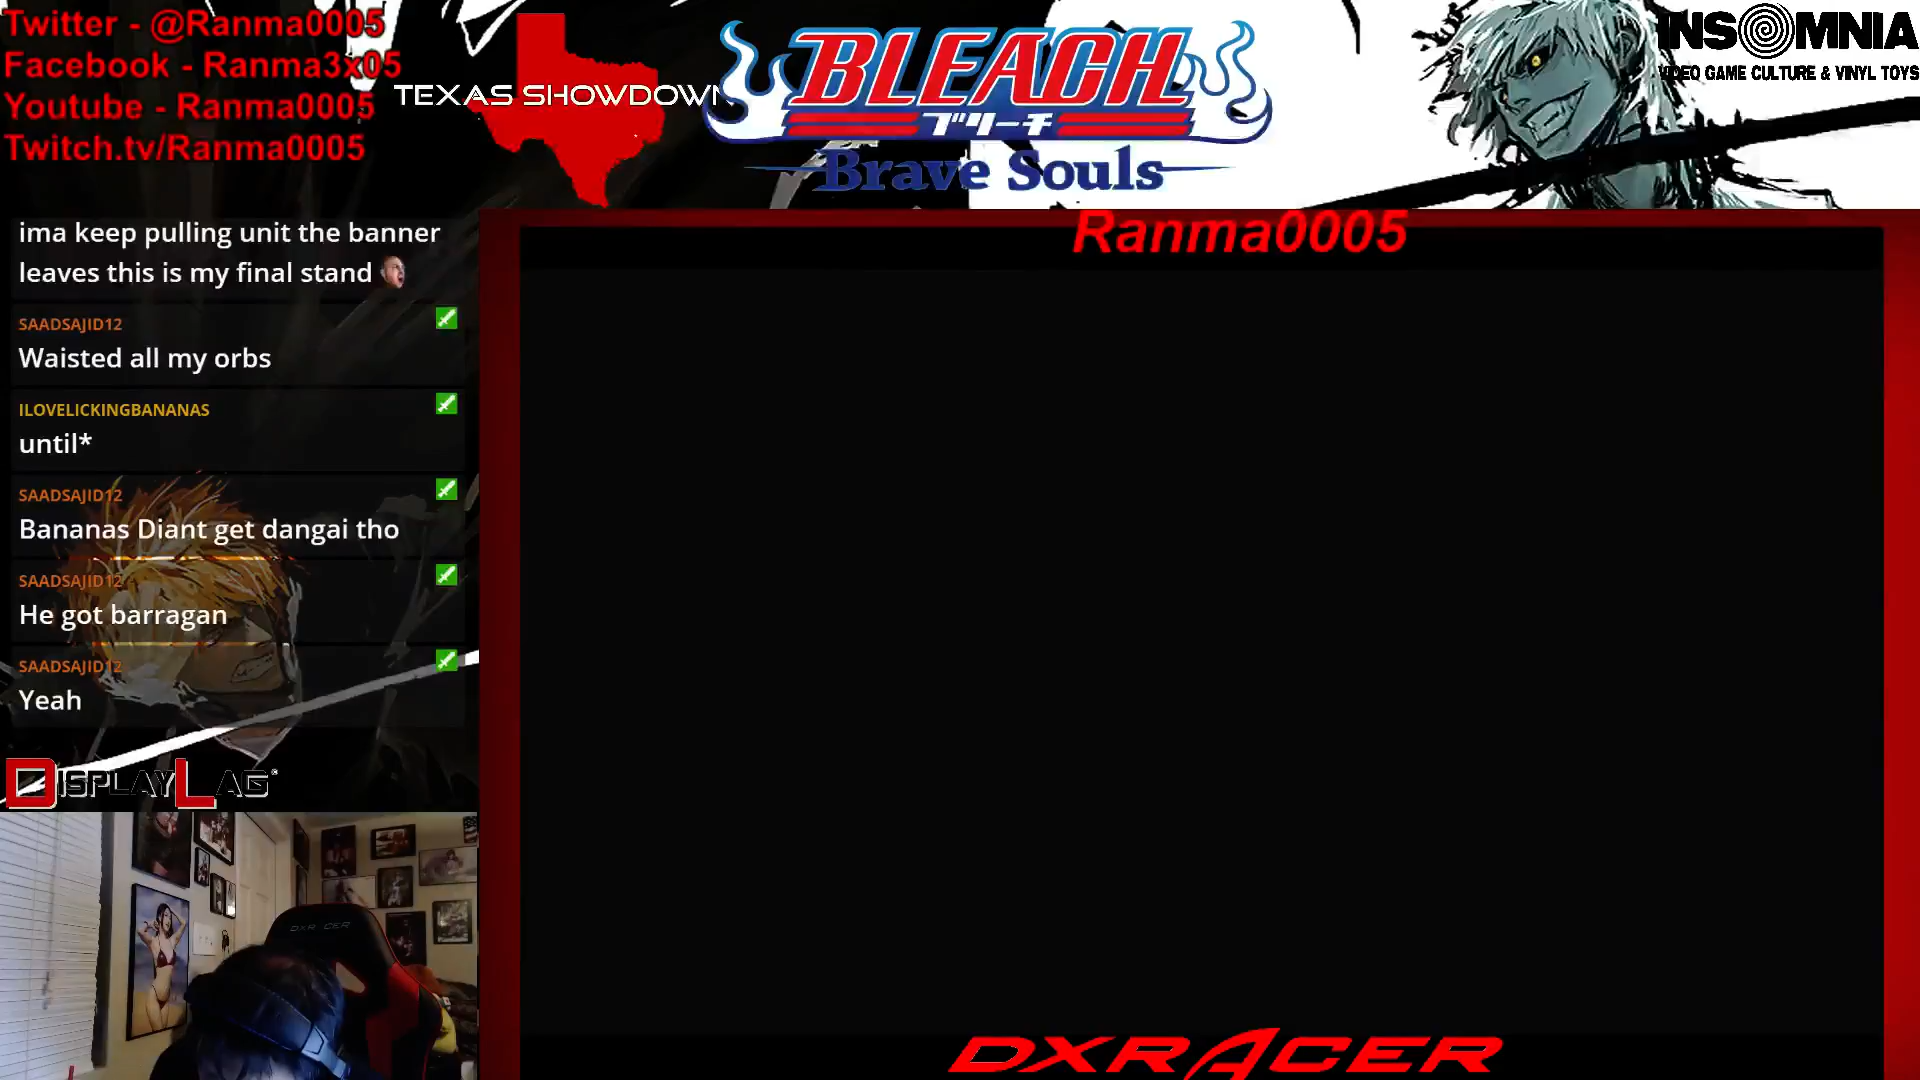 Twitter - @Ranma0005
Facebook - Ranma3x05
Youtube - Ranma0005
Twitch.tv/Ranma0005
TEXAS SHOWDOWN
BLEACH
ブリーチ
Brave Souls
INSOMNIA
VIDEO GAME CULTURE & VINYL TOYS
Ranma0005
ima keep pulling unit the banner
leaves this is my final stand
SAADSAJID12
Waisted all my orbs
ILOVELICKINGBANANAS
until*
SAADSAJID12
Bananas Diant get dangai tho
SAADSAJID12
He got barragan
SAADSAJID12
Yeah
DISPLAYLAG
DXRACER
DXRACER